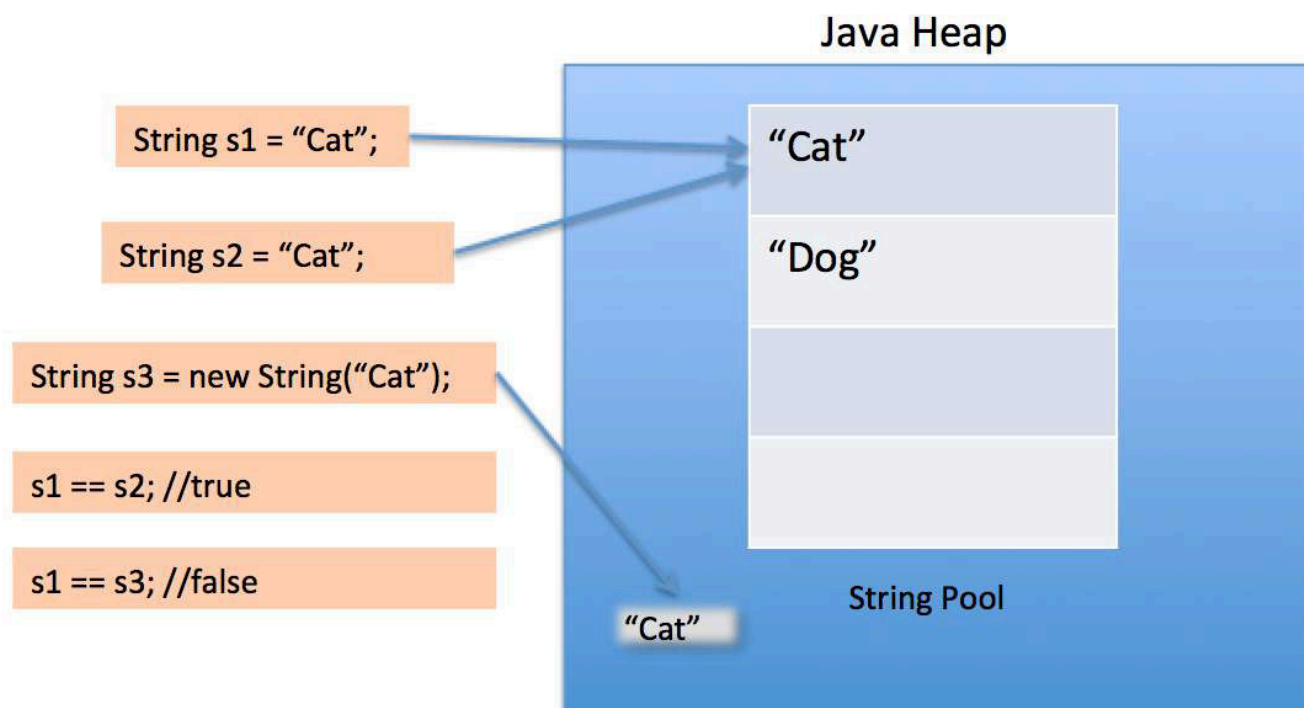 Java Heap
String s1 = “Cat”;
“Cat”
String s2 = “Cat”;
“Dog”
String s3 = new String(“Cat”);
s1 == s2; //true
s1 == s3; //false
String Pool
“Cat”